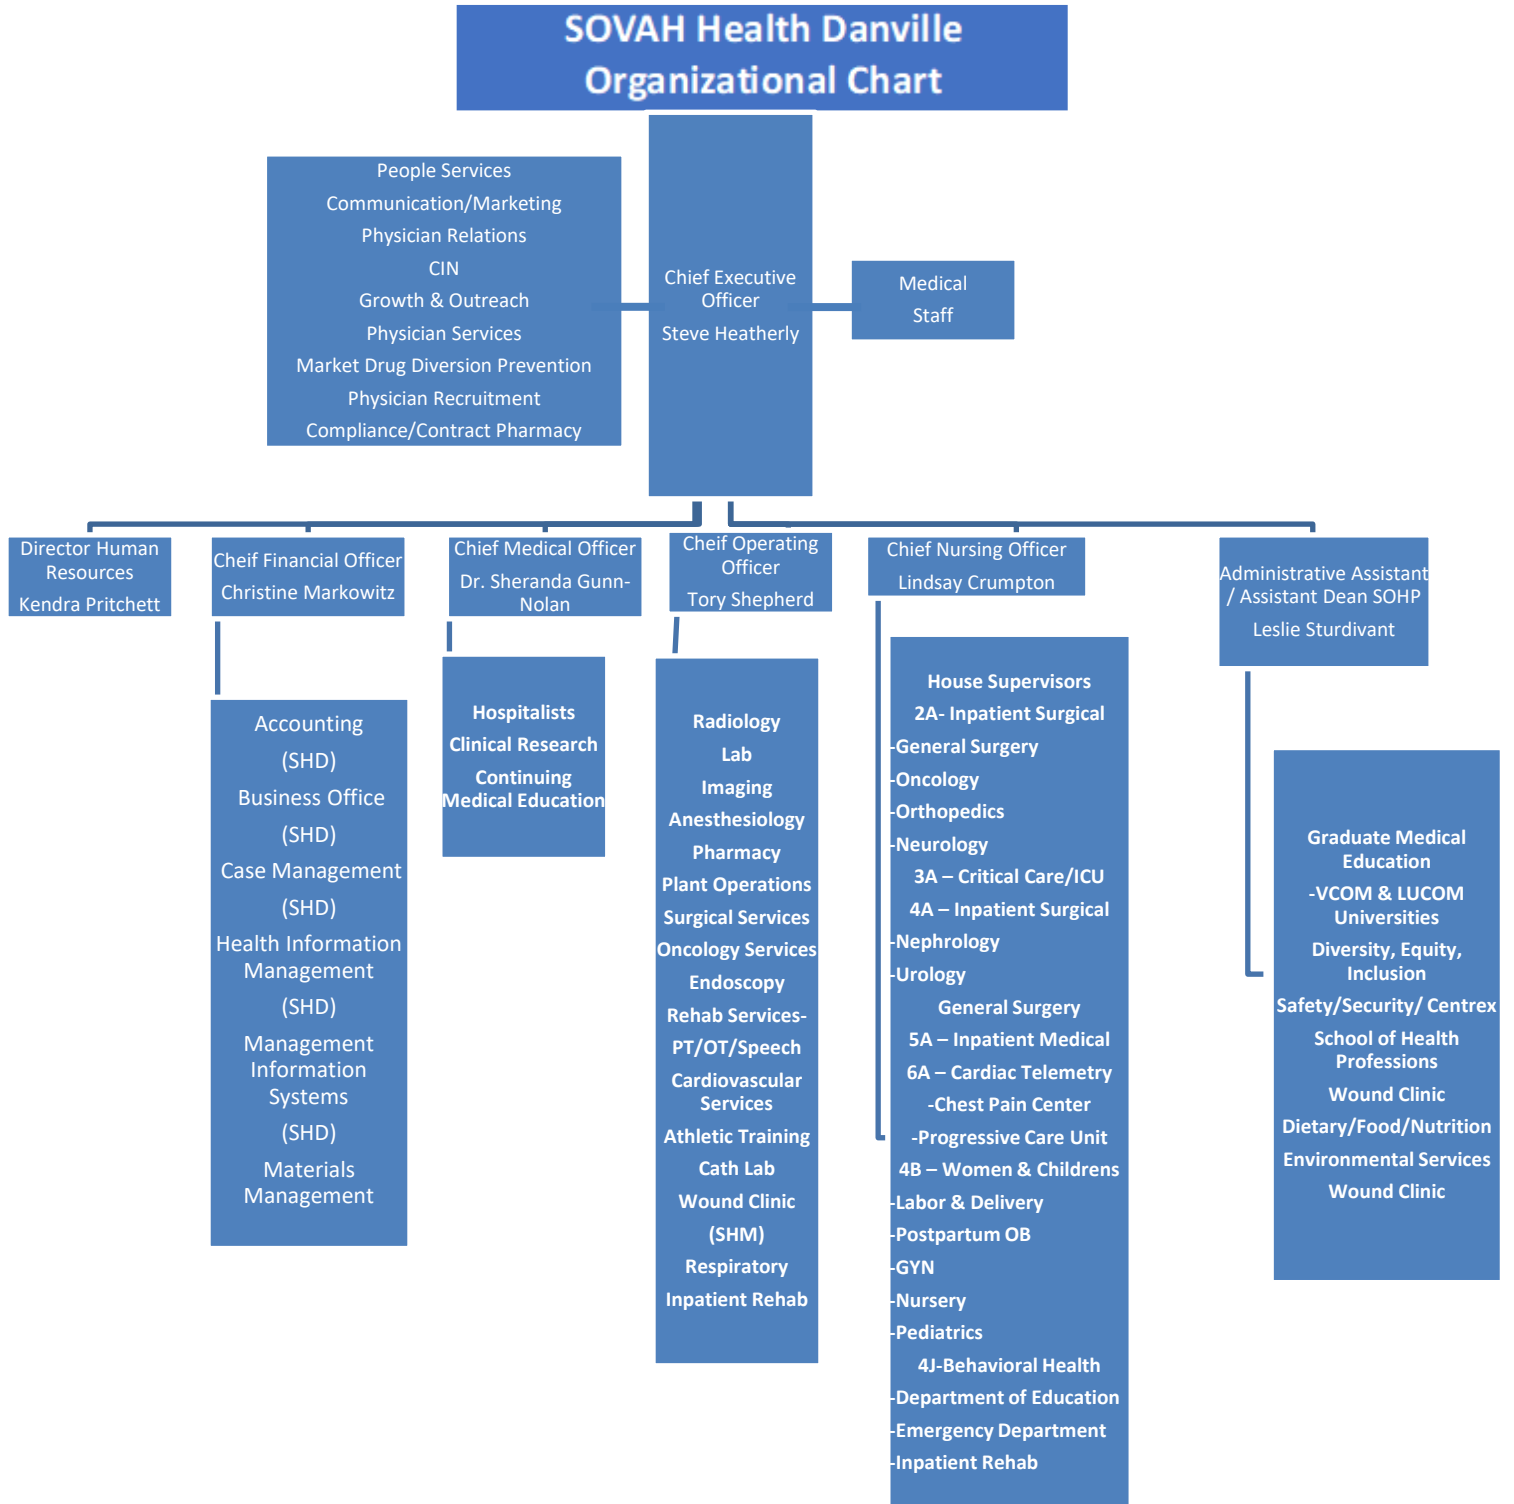 SOVAH Health Danville
Organizational Chart
People Services
Communication/Marketing
Physician Relations
CIN
Growth & Outreach
Physician Services
Market Drug Diversion Prevention
Physician Recruitment
Compliance/Contract Pharmacy
Chief Executive
Officer
Steve Heatherly
Medical
Staff
Director Human
Resources
Kendra Pritchett
Cheif Financial Officer
Christine Markowitz
Chief Medical Officer
Dr. Sheranda Gunn-
Nolan
Cheif Operating
Officer
Tory Shepherd
Chief Nursing Officer
Lindsay Crumpton
Administrative Assistant
/ Assistant Dean SOHP
Leslie Sturdivant
Accounting
(SHD)
Business Office
(SHD)
Case Management
(SHD)
Health Information
Management
(SHD)
Management
Information
Systems
(SHD)
Materials
Management
Hospitalists
Clinical Research
Continuing
Medical Education
Radiology
Lab
Imaging
Anesthesiology
Pharmacy
Plant Operations
Surgical Services
Oncology Services
Endoscopy
Rehab Services-
PT/OT/Speech
Cardiovascular
Services
Athletic Training
Cath Lab
Wound Clinic
(SHM)
Respiratory
Inpatient Rehab
House Supervisors
2A- Inpatient Surgical
-General Surgery
-Oncology
-Orthopedics
-Neurology
3A – Critical Care/ICU
4A – Inpatient Surgical
-Nephrology
-Urology
General Surgery
5A – Inpatient Medical
6A – Cardiac Telemetry
-Chest Pain Center
-Progressive Care Unit
4B – Women & Childrens
-Labor & Delivery
-Postpartum OB
-GYN
-Nursery
-Pediatrics
4J-Behavioral Health
-Department of Education
-Emergency Department
-Inpatient Rehab
Graduate Medical
Education
-VCOM & LUCOM
Universities
Diversity, Equity,
Inclusion
Safety/Security/ Centrex
School of Health
Professions
Wound Clinic
Dietary/Food/Nutrition
Environmental Services
Wound Clinic